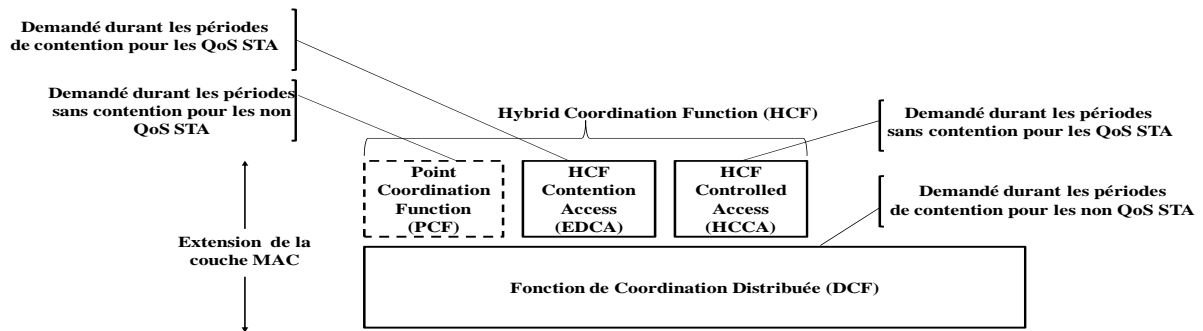 Demandé durant les périodes
de contention pour les QoS STA
Demandé durant les périodes
sans contention pour les non
QoS STA
Hybrid Coordination Function (HCF)
Demandé durant les périodes
sans contention pour les QoS STA
Point
Coordination
Function
(PCF)
HCF
Contention
Access
(EDCA)
HCF
Controlled
Access
(HCCA)
Demandé durant les périodes
de contention pour les non QoS STA
Extension de la
couche MAC
Fonction de Coordination Distribuée (DCF)